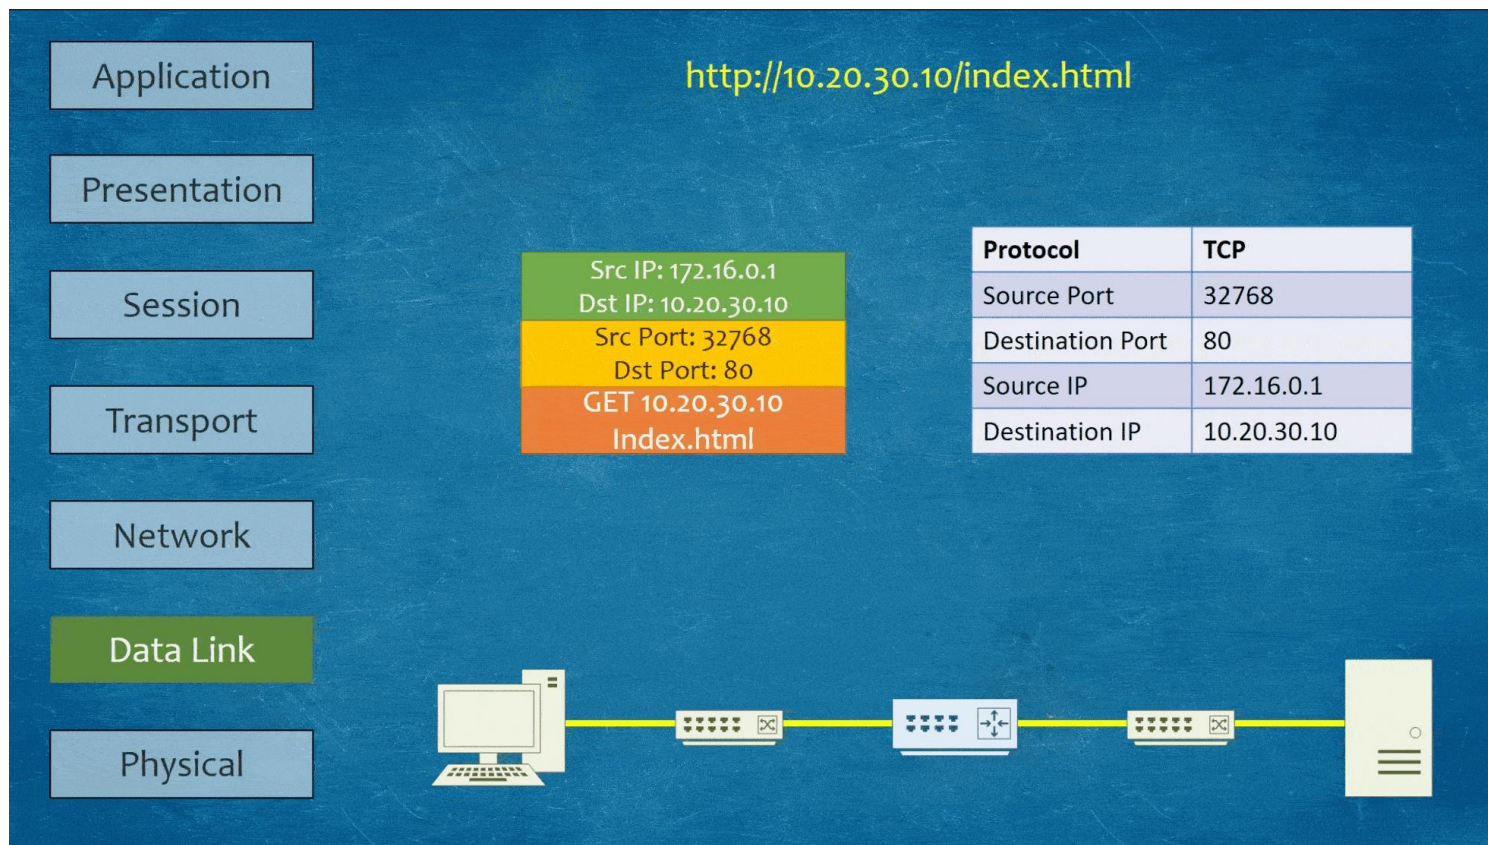 Application
Presentation
Session
Transport
Network
Data Link
Physical
http://10.20.30.10/index.html
Src IP: 172.16.0.1
Dst IP: 10.20.30.10
Src Port: 32768
Dst Port: 80
GET 10.20.30.10
Index.html
Protocol TCP
Source Port 32768
Destination Port 80
Source IP 172.16.0.1
Destination IP 10.20.30.10